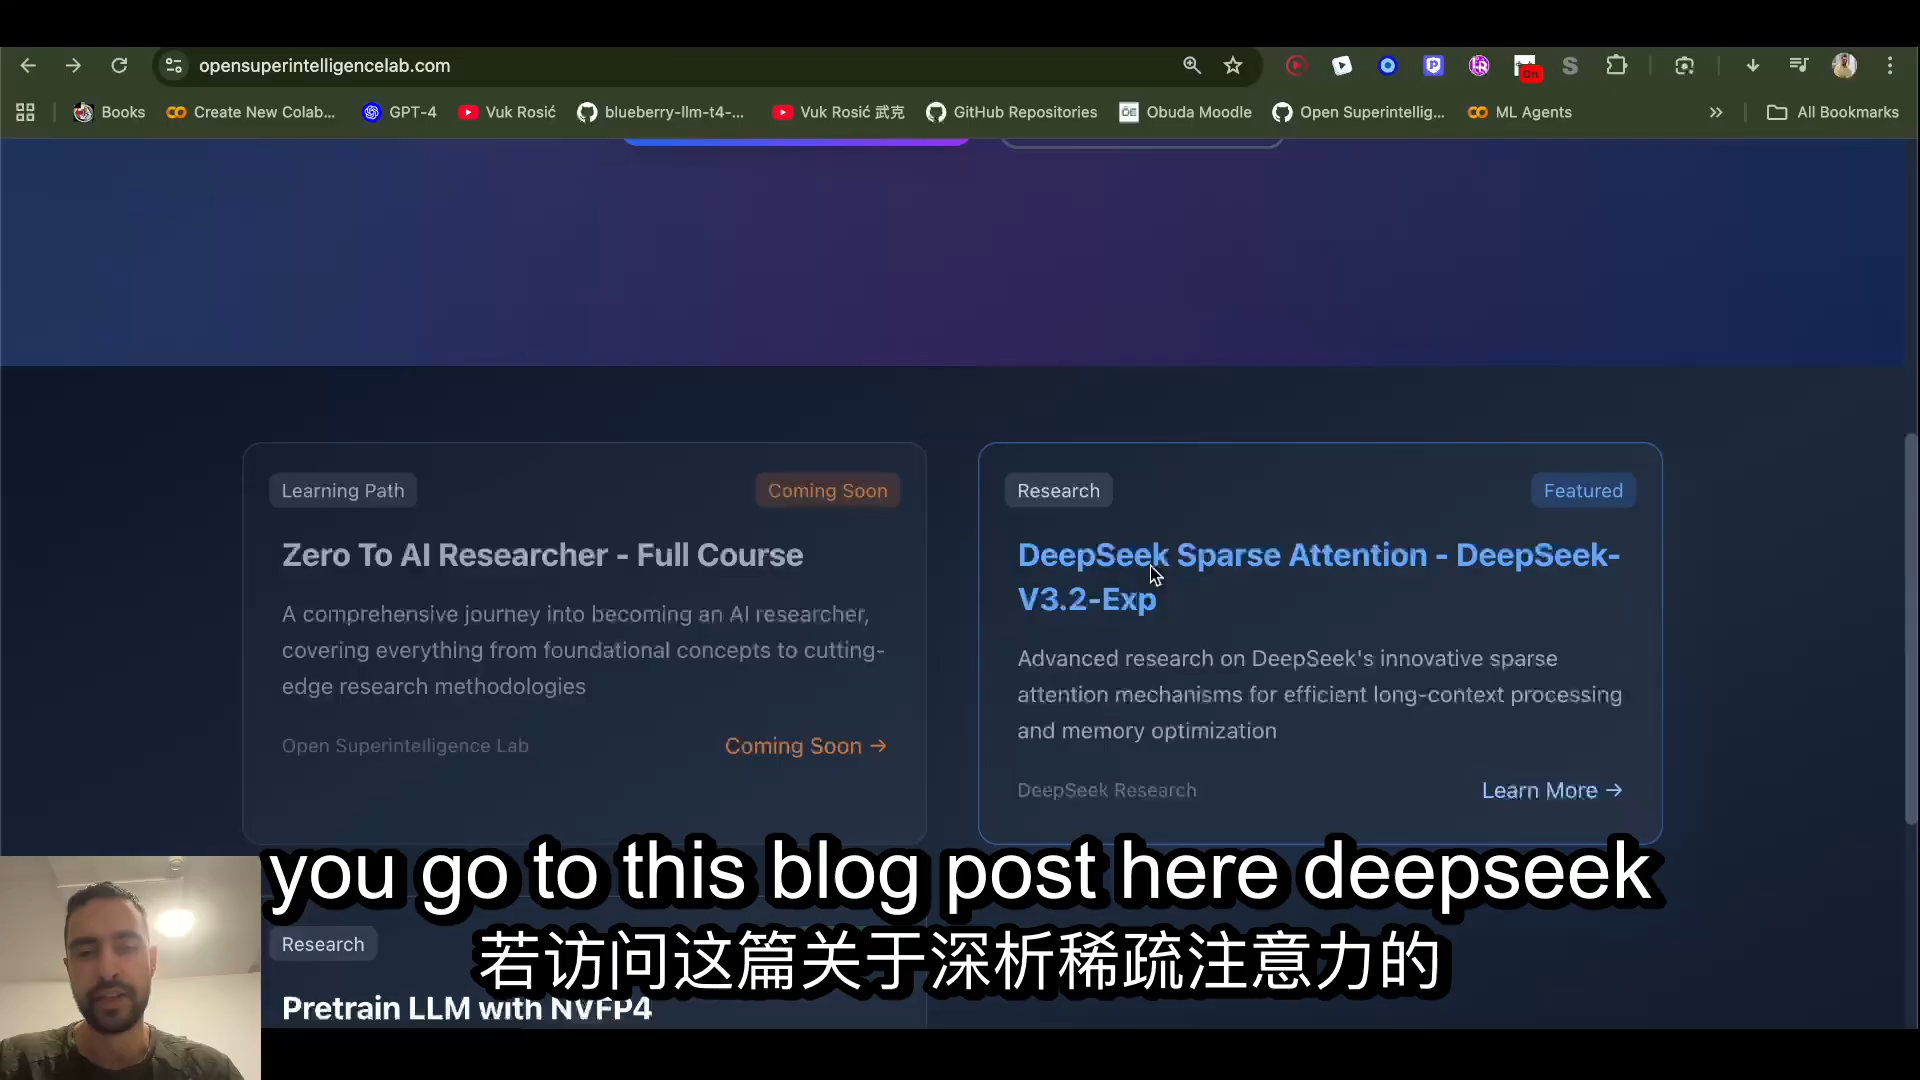 opensuperintelligencelab.com
On
Books
Create New Colab...
GPT-4
Vuk Rosić
blueberry-llm-t4-...
Vuk Rosić 武克
GitHub Repositories
Obuda Moodle
Open Superintellig...
ML Agents
All Bookmarks
Learning Path
Coming Soon
Zero To AI Researcher - Full Course
A comprehensive journey into becoming an AI researcher,
covering everything from foundational concepts to cutting-
edge research methodologies
Open Superintelligence Lab
Coming Soon →
Research
Featured
DeepSeek Sparse Attention - DeepSeek-
V3.2-Exp
Advanced research on DeepSeek's innovative sparse
attention mechanisms for efficient long-context processing
and memory optimization
DeepSeek Research
Learn More →
you go to this blog post here deepseek
若访问这篇关于深析稀疏注意力的
Research
Pretrain LLM with NVFP4